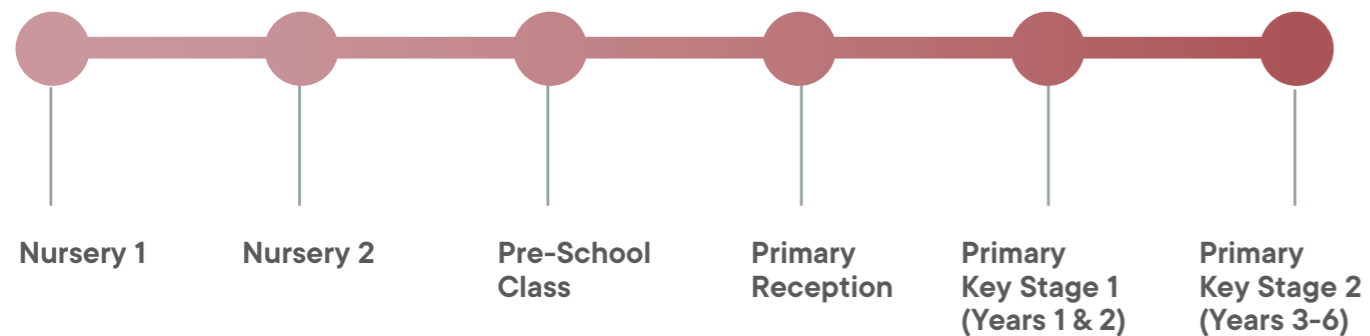 Nursery 1
Nursery 2
Pre-School
Class
Primary
Reception
Primary
Key Stage 1
(Years 1 & 2)
Primary
Key Stage 2
(Years 3-6)